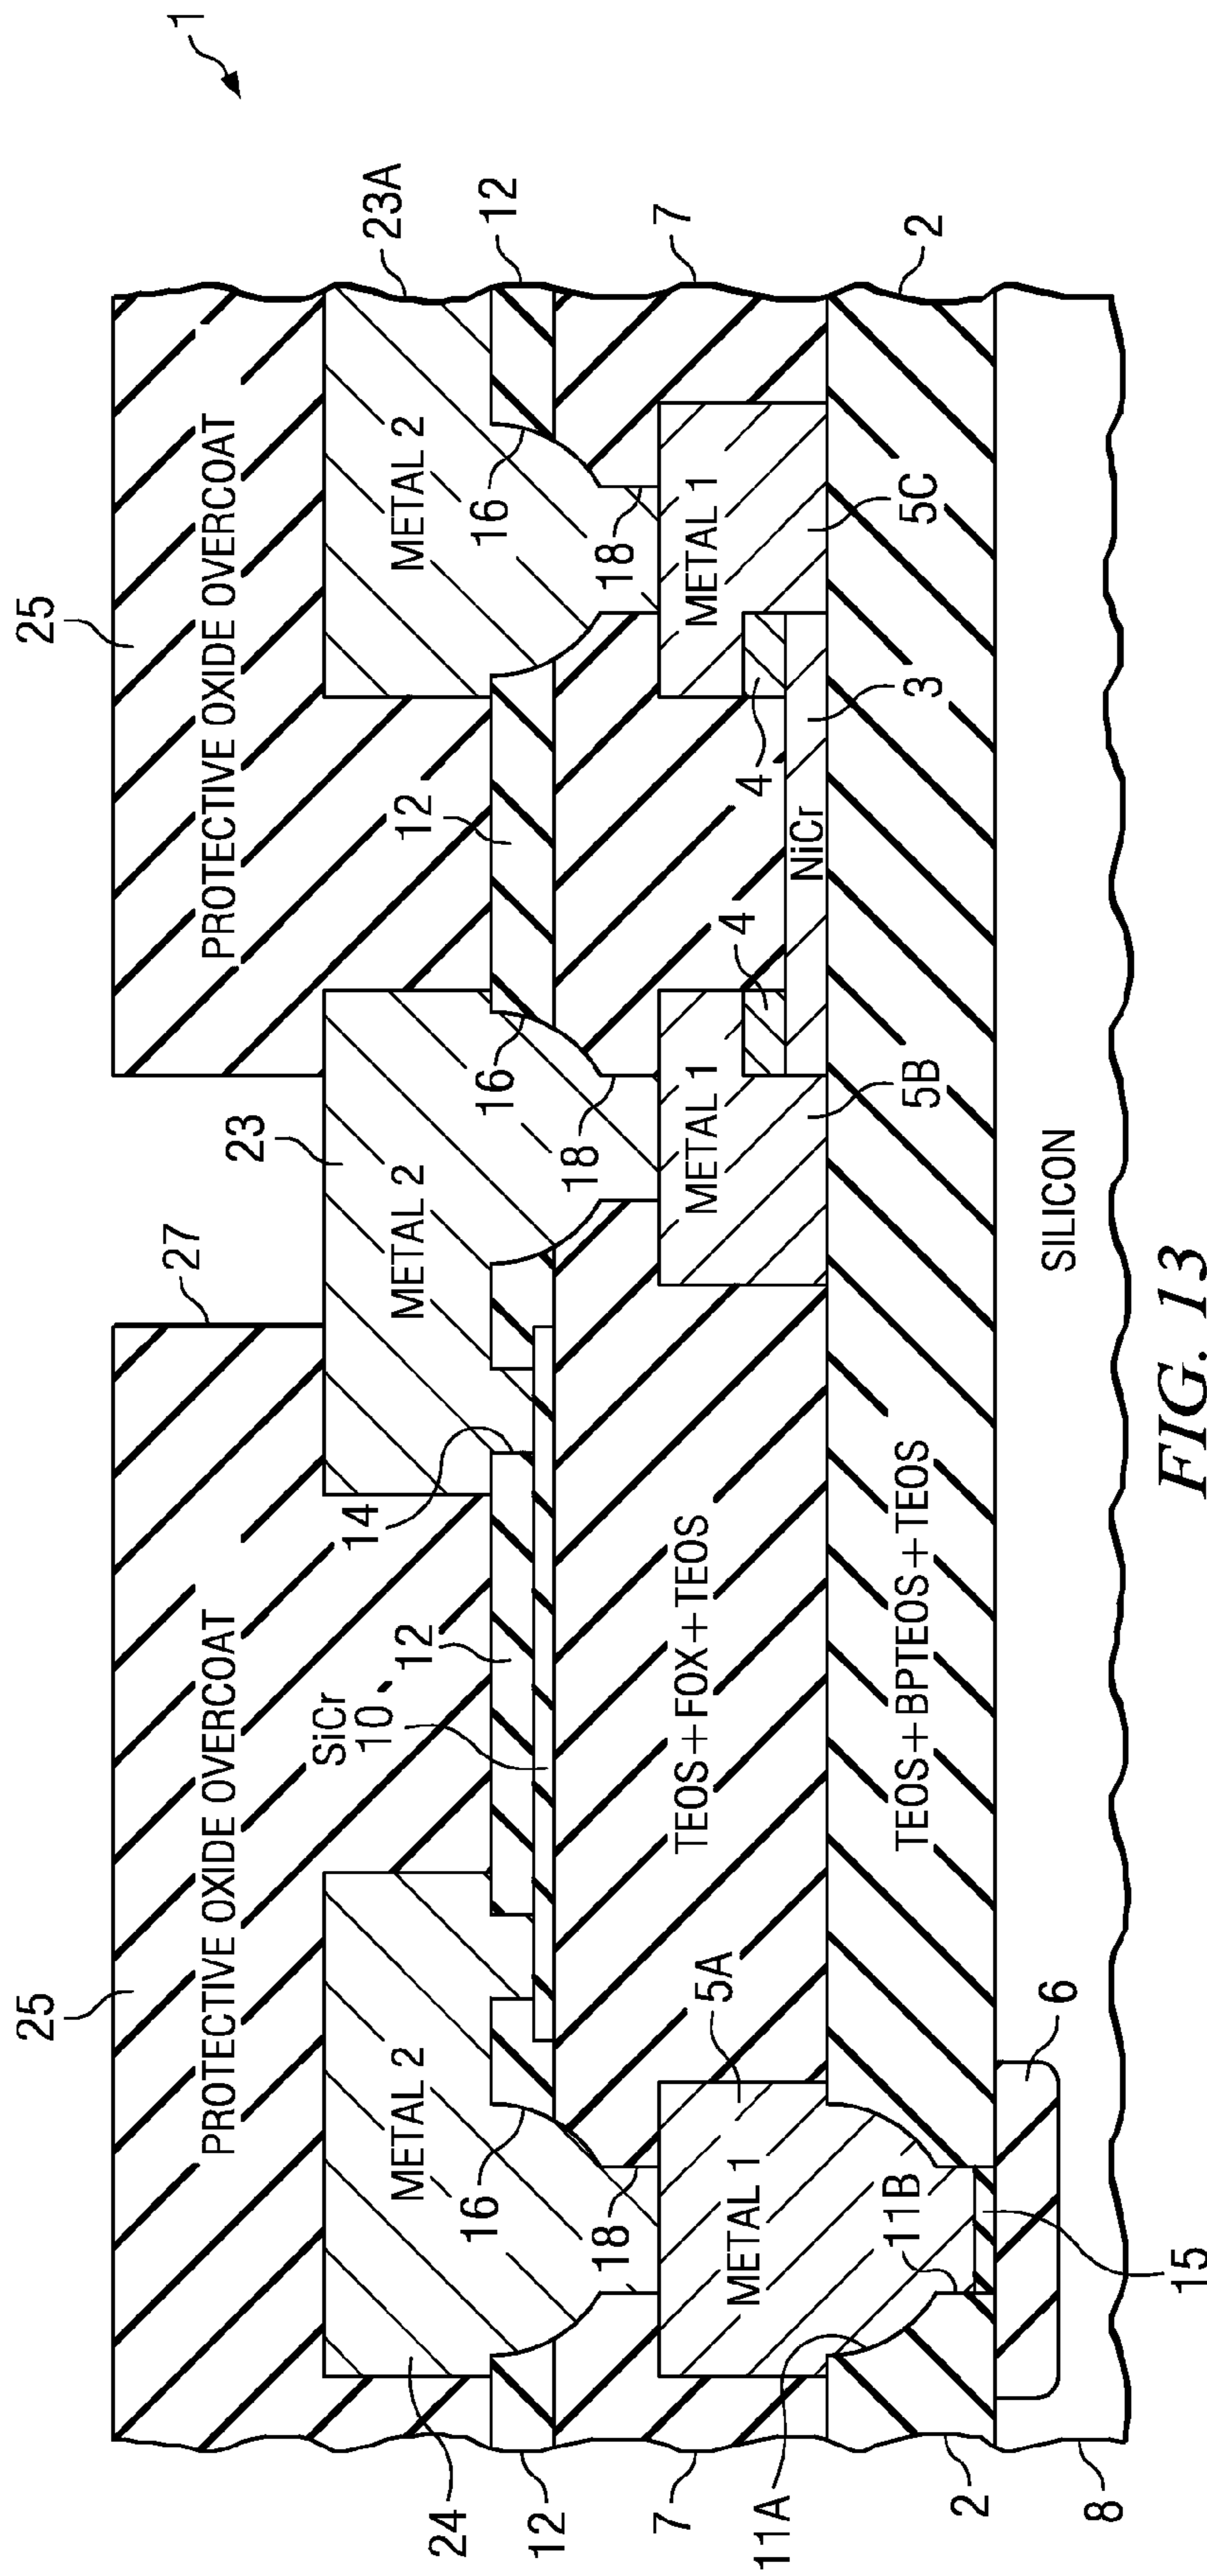 1
25
25
PROTECTIVE OXIDE OVERCOAT
PROTECTIVE OXIDE OVERCOAT
27
23
23A
24
METAL 2
METAL 2
METAL 2
SiCr
10
14
12
12
12
12
16
16
16
18
18
18
7
7
TEOS+FOX+TEOS
METAL 1
METAL 1
METAL 1
5A
5B
5C
4
4
NiCr
3
11A
11B
2
2
TEOS+BPTEOS+TEOS
15
6
8
SILICON
FIG. 13